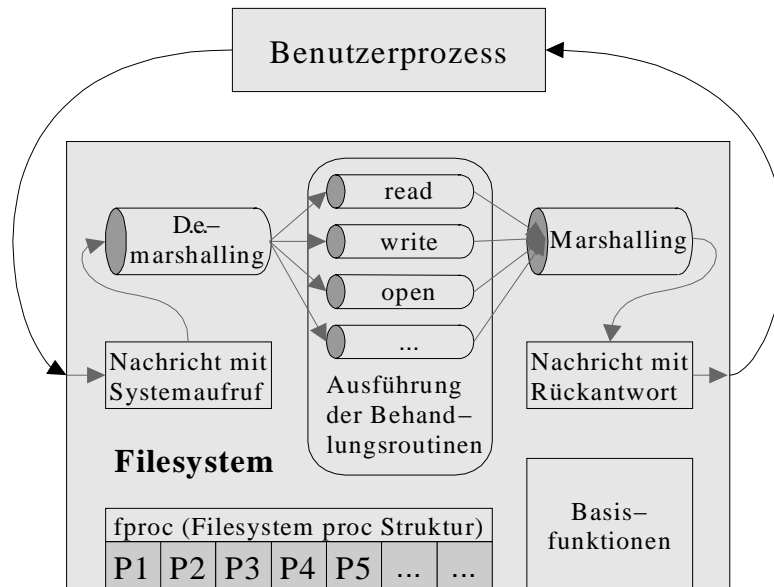 Benutzerprozess
De–
marshalling
read
write
open
...
Marshalling
Nachricht mit
Systemaufruf
Ausführung
der Behand–
lungsroutinen
Nachricht mit
Rückantwort
Filesystem
fproc (Filesystem proc Struktur)
P1 P2 P3 P4 P5 ... ...
Basis–
funktionen